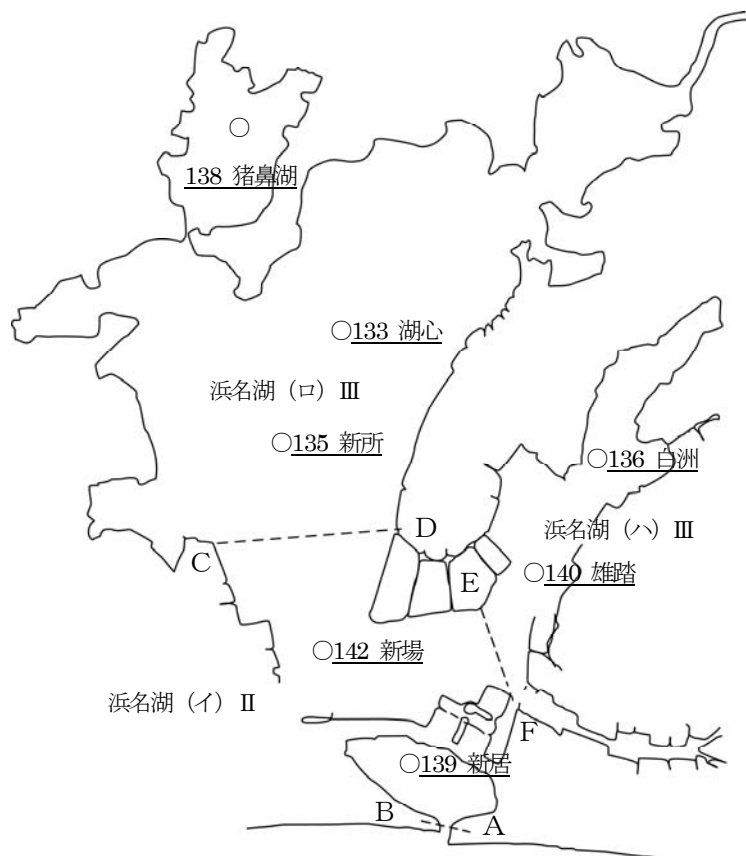 138 猪鼻湖
○133 湖心
浜名湖（ロ）Ⅲ
○135 新所
○136 白洲
D
浜名湖（ハ）Ⅲ
C
E
○140 雄踏
○142 新場
浜名湖（イ）Ⅱ
F
○139 新居
B
A